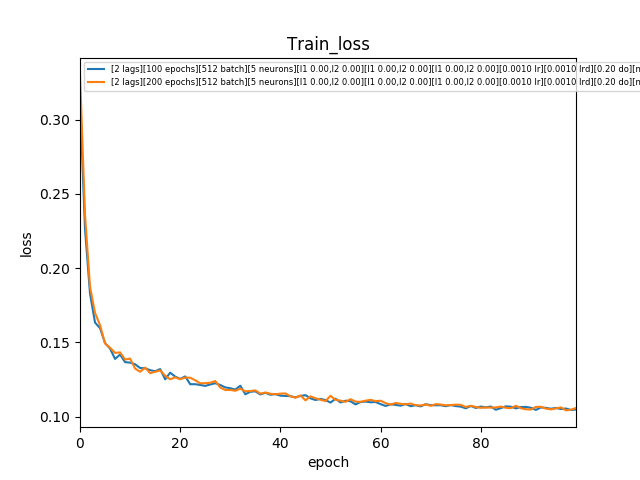 Train_loss
[2 lags][100 epochs][512 batch][5 neurons][l1 0.00,l2 0.00][l1 0.00,l2 0.00][l1 0.00,l2 0.00][0.0010 lr][0.0010 lrd][0.20 do][n
[2 lags][200 epochs][512 batch][5 neurons][l1 0.00,l2 0.00][l1 0.00,l2 0.00][l1 0.00,l2 0.00][0.0010 lr][0.0010 lrd][0.20 do][n
0.30
0.25
0.20
0.15
0.10
loss
0 20 40 60 80
epoch